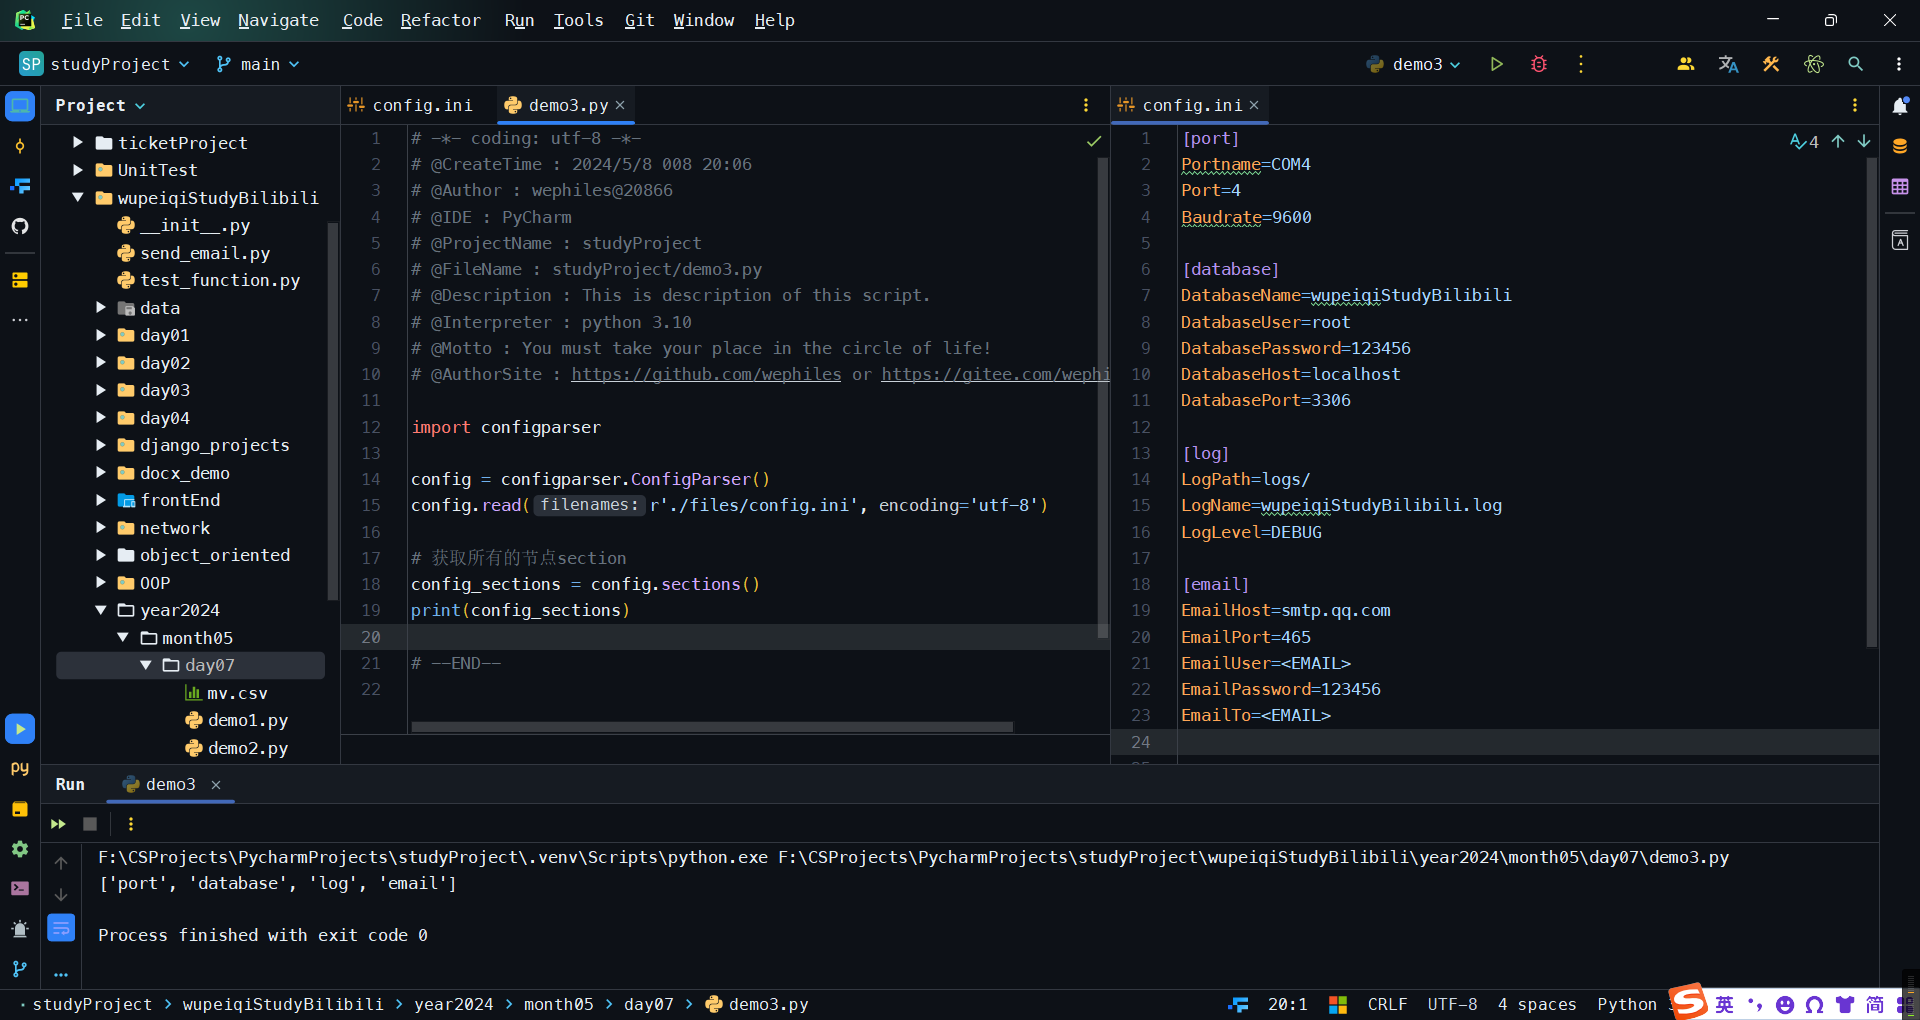 File Edit View Navigate Code Refactor Run Tools Git Window Help
SP studyProject main demo3
Project
ticketProject
UnitTest
wupeiqiStudyBilibili
__init__.py
send_email.py
test_function.py
data
day01
day02
day03
day04
django_projects
docx_demo
frontEnd
network
object_oriented
OOP
year2024
month05
day07
mv.csv
demo1.py
demo2.py
config.ini demo3.py
1 # -*- coding: utf-8 -*-
2 # @CreateTime : 2024/5/8 008 20:06
3 # @Author : wephiles@20866
4 # @IDE : PyCharm
5 # @ProjectName : studyProject
6 # @FileName : studyProject/demo3.py
7 # @Description : This is description of this script.
8 # @Interpreter : python 3.10
9 # @Motto : You must take your place in the circle of life!
10 # @AuthorSite : https://github.com/wephiles or https://gitee.com/wephi
11
12 import configparser
13
14 config = configparser.ConfigParser()
15 config.read( filenames: r'./files/config.ini', encoding='utf-8')
16
17 # 获取所有的节点section
18 config_sections = config.sections()
19 print(config_sections)
20
21 # --END--
22
config.ini
4
1 [port]
2 Portname=COM4
3 Port=4
4 Baudrate=9600
5
6 [database]
7 DatabaseName=wupeiqiStudyBilibili
8 DatabaseUser=root
9 DatabasePassword=123456
10 DatabaseHost=localhost
11 DatabasePort=3306
12
13 [log]
14 LogPath=logs/
15 LogName=wupeiqiStudyBilibili.log
16 LogLevel=DEBUG
17
18 [email]
19 EmailHost=smtp.qq.com
20 EmailPort=465
21 EmailUser=<EMAIL>
22 EmailPassword=123456
23 EmailTo=<EMAIL>
24
Run demo3
F:\CSProjects\PycharmProjects\studyProject\.venv\Scripts\python.exe F:\CSProjects\PycharmProjects\studyProject\wupeiqiStudyBilibili\year2024\month05\day07\demo3.py
['port', 'database', 'log', 'email']
Process finished with exit code 0
studyProject > wupeiqiStudyBilibili > year2024 > month05 > day07 > demo3.py
20:1 CRLF UTF-8 4 spaces Python
英 简